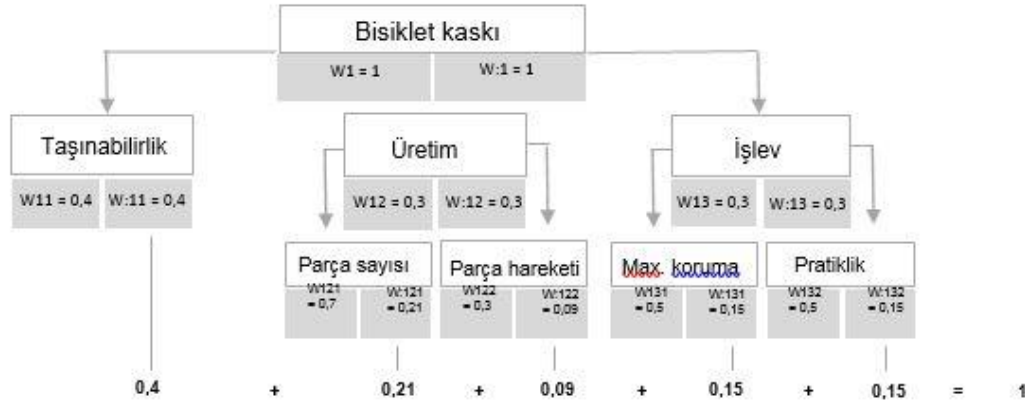 Bisiklet kaskı
W1 = 1 W:1 = 1
Taşınabilirlik Üretim İşlev
W11 = 0,4 W:11 = 0,4 W12 = 0,3 W:12 = 0,3 W13 = 0,3 W:13 = 0,3
Parça sayısı Parça hareketi Max. koruma Pratiklik
W121 W:121 W122 W:122 W131 W:131 W132 W:132
= 0,7 =0,21 = 0,3 =0,09 = 0,5 = 0,15 = 0,5 = 0,15
0,4 + 0,21 + 0,09 + 0,15 + 0,15 = 1